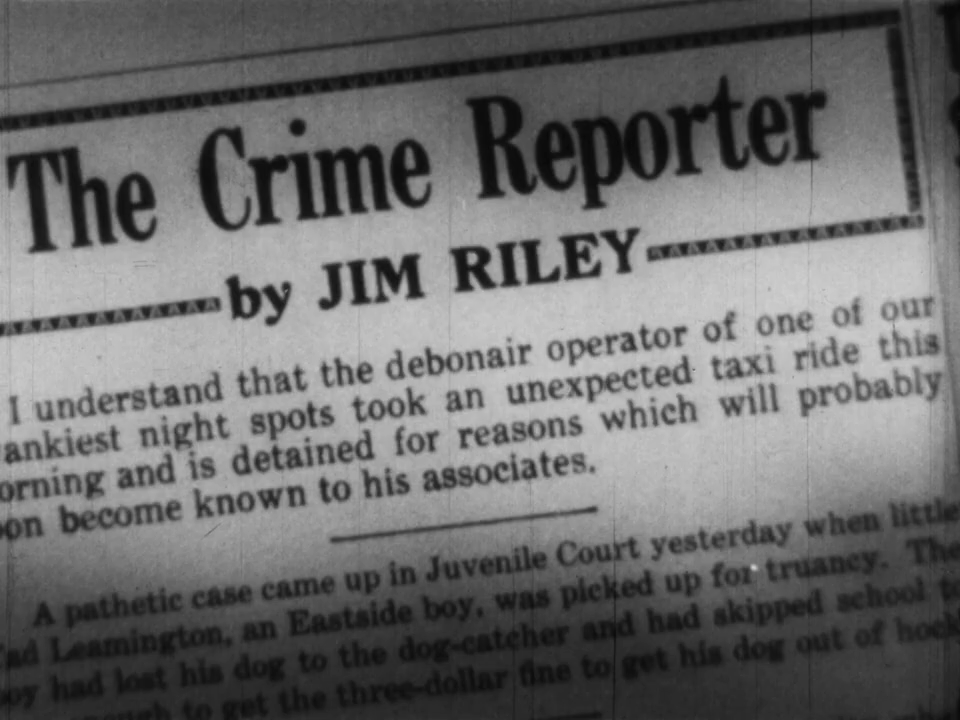 The Crime Reporter
by JIM RILEY
I understand that the debonair operator of one of our
ankiest night spots took an unexpected taxi ride this
orning and is detained for reasons which will probably
on become known to his associates.
A pathetic case came up in Juvenile Court yesterday when little
ad Leamington, an Eastside boy, was picked up for truancy. The
oy had lost his dog to the dog-catcher and had skipped school to
to get the three-dollar fine to get his dog out of hock